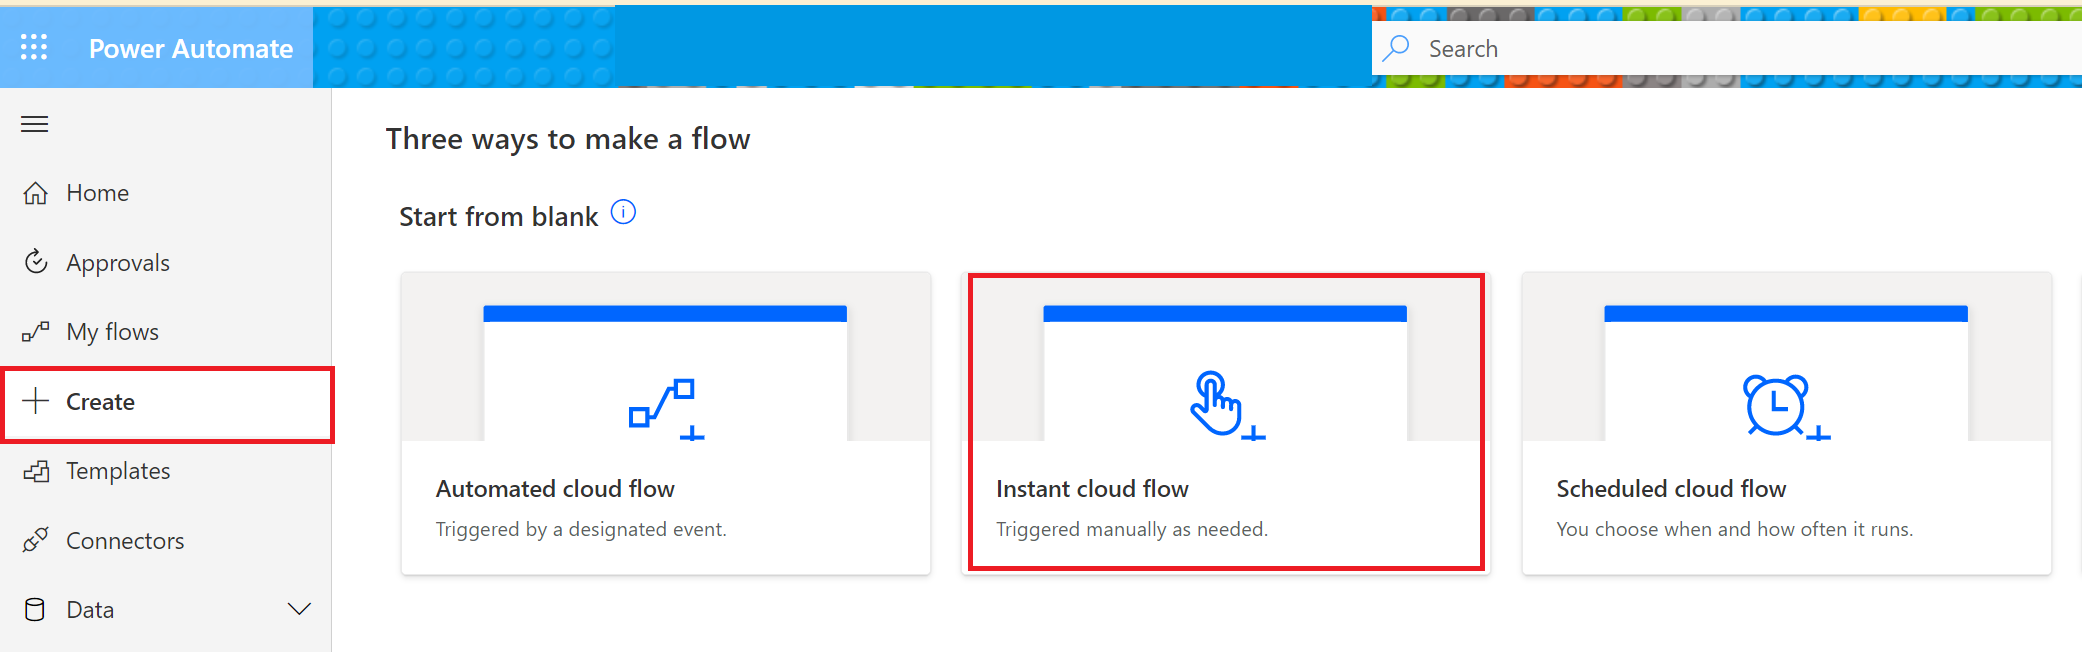 Power Automate
Search
Home
Approvals
My flows
Create
Templates
Connectors
Data
Three ways to make a flow
Start from blank
Automated cloud flow
Triggered by a designated event.
Instant cloud flow
Triggered manually as needed.
Scheduled cloud flow
You choose when and how often it runs.